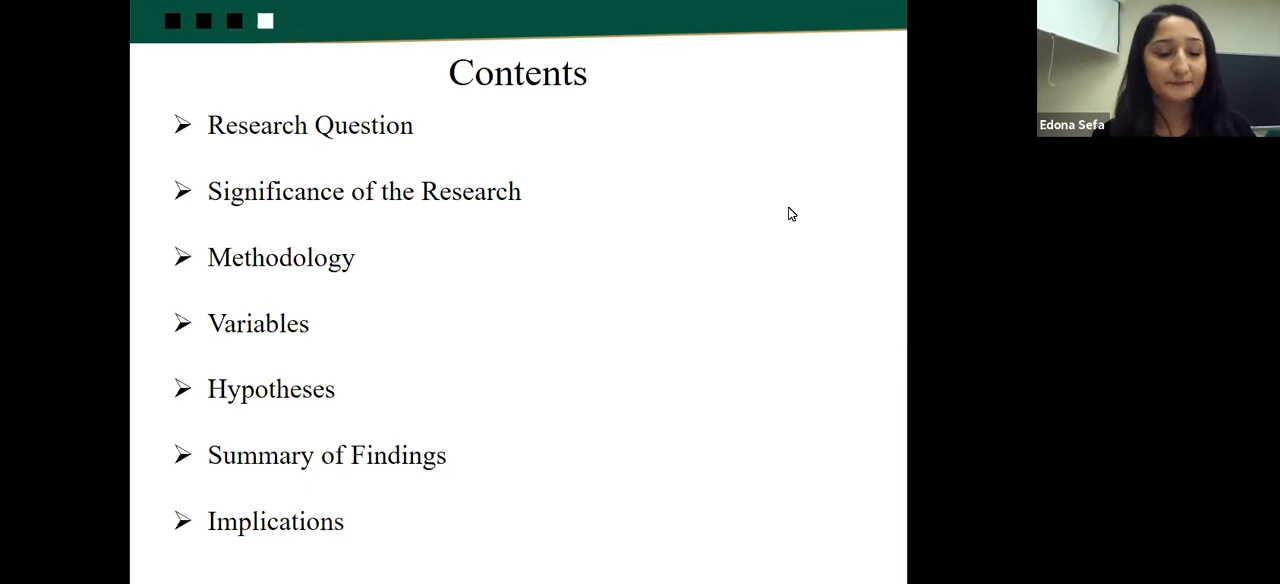 Contents
Research Question
Significance of the Research
Methodology
Variables
Hypotheses
Summary of Findings
Implications
Edona Sefa